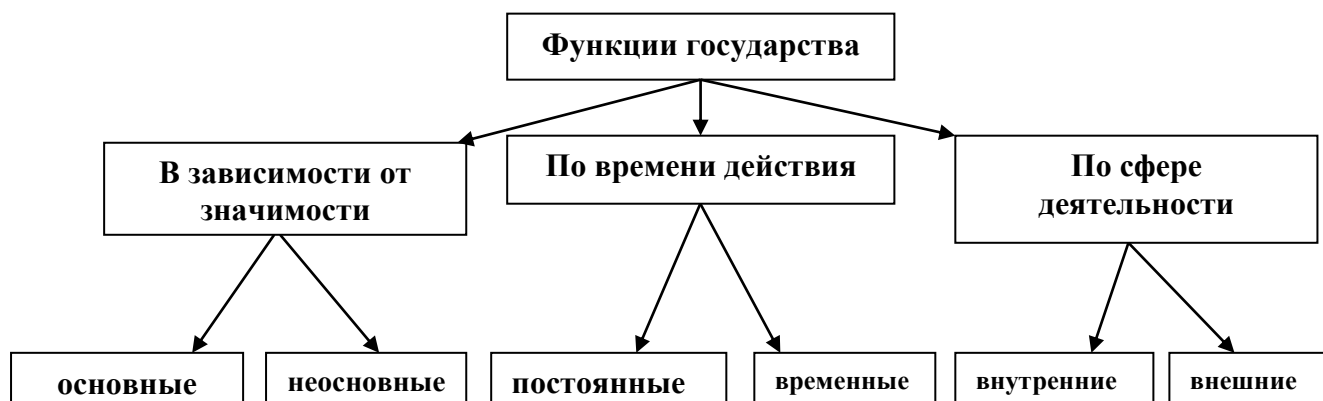 Функции государства
В зависимости от
значимости
По времени действия
По сфере
деятельности
основные
неосновные
постоянные
временные
внутренние
внешние